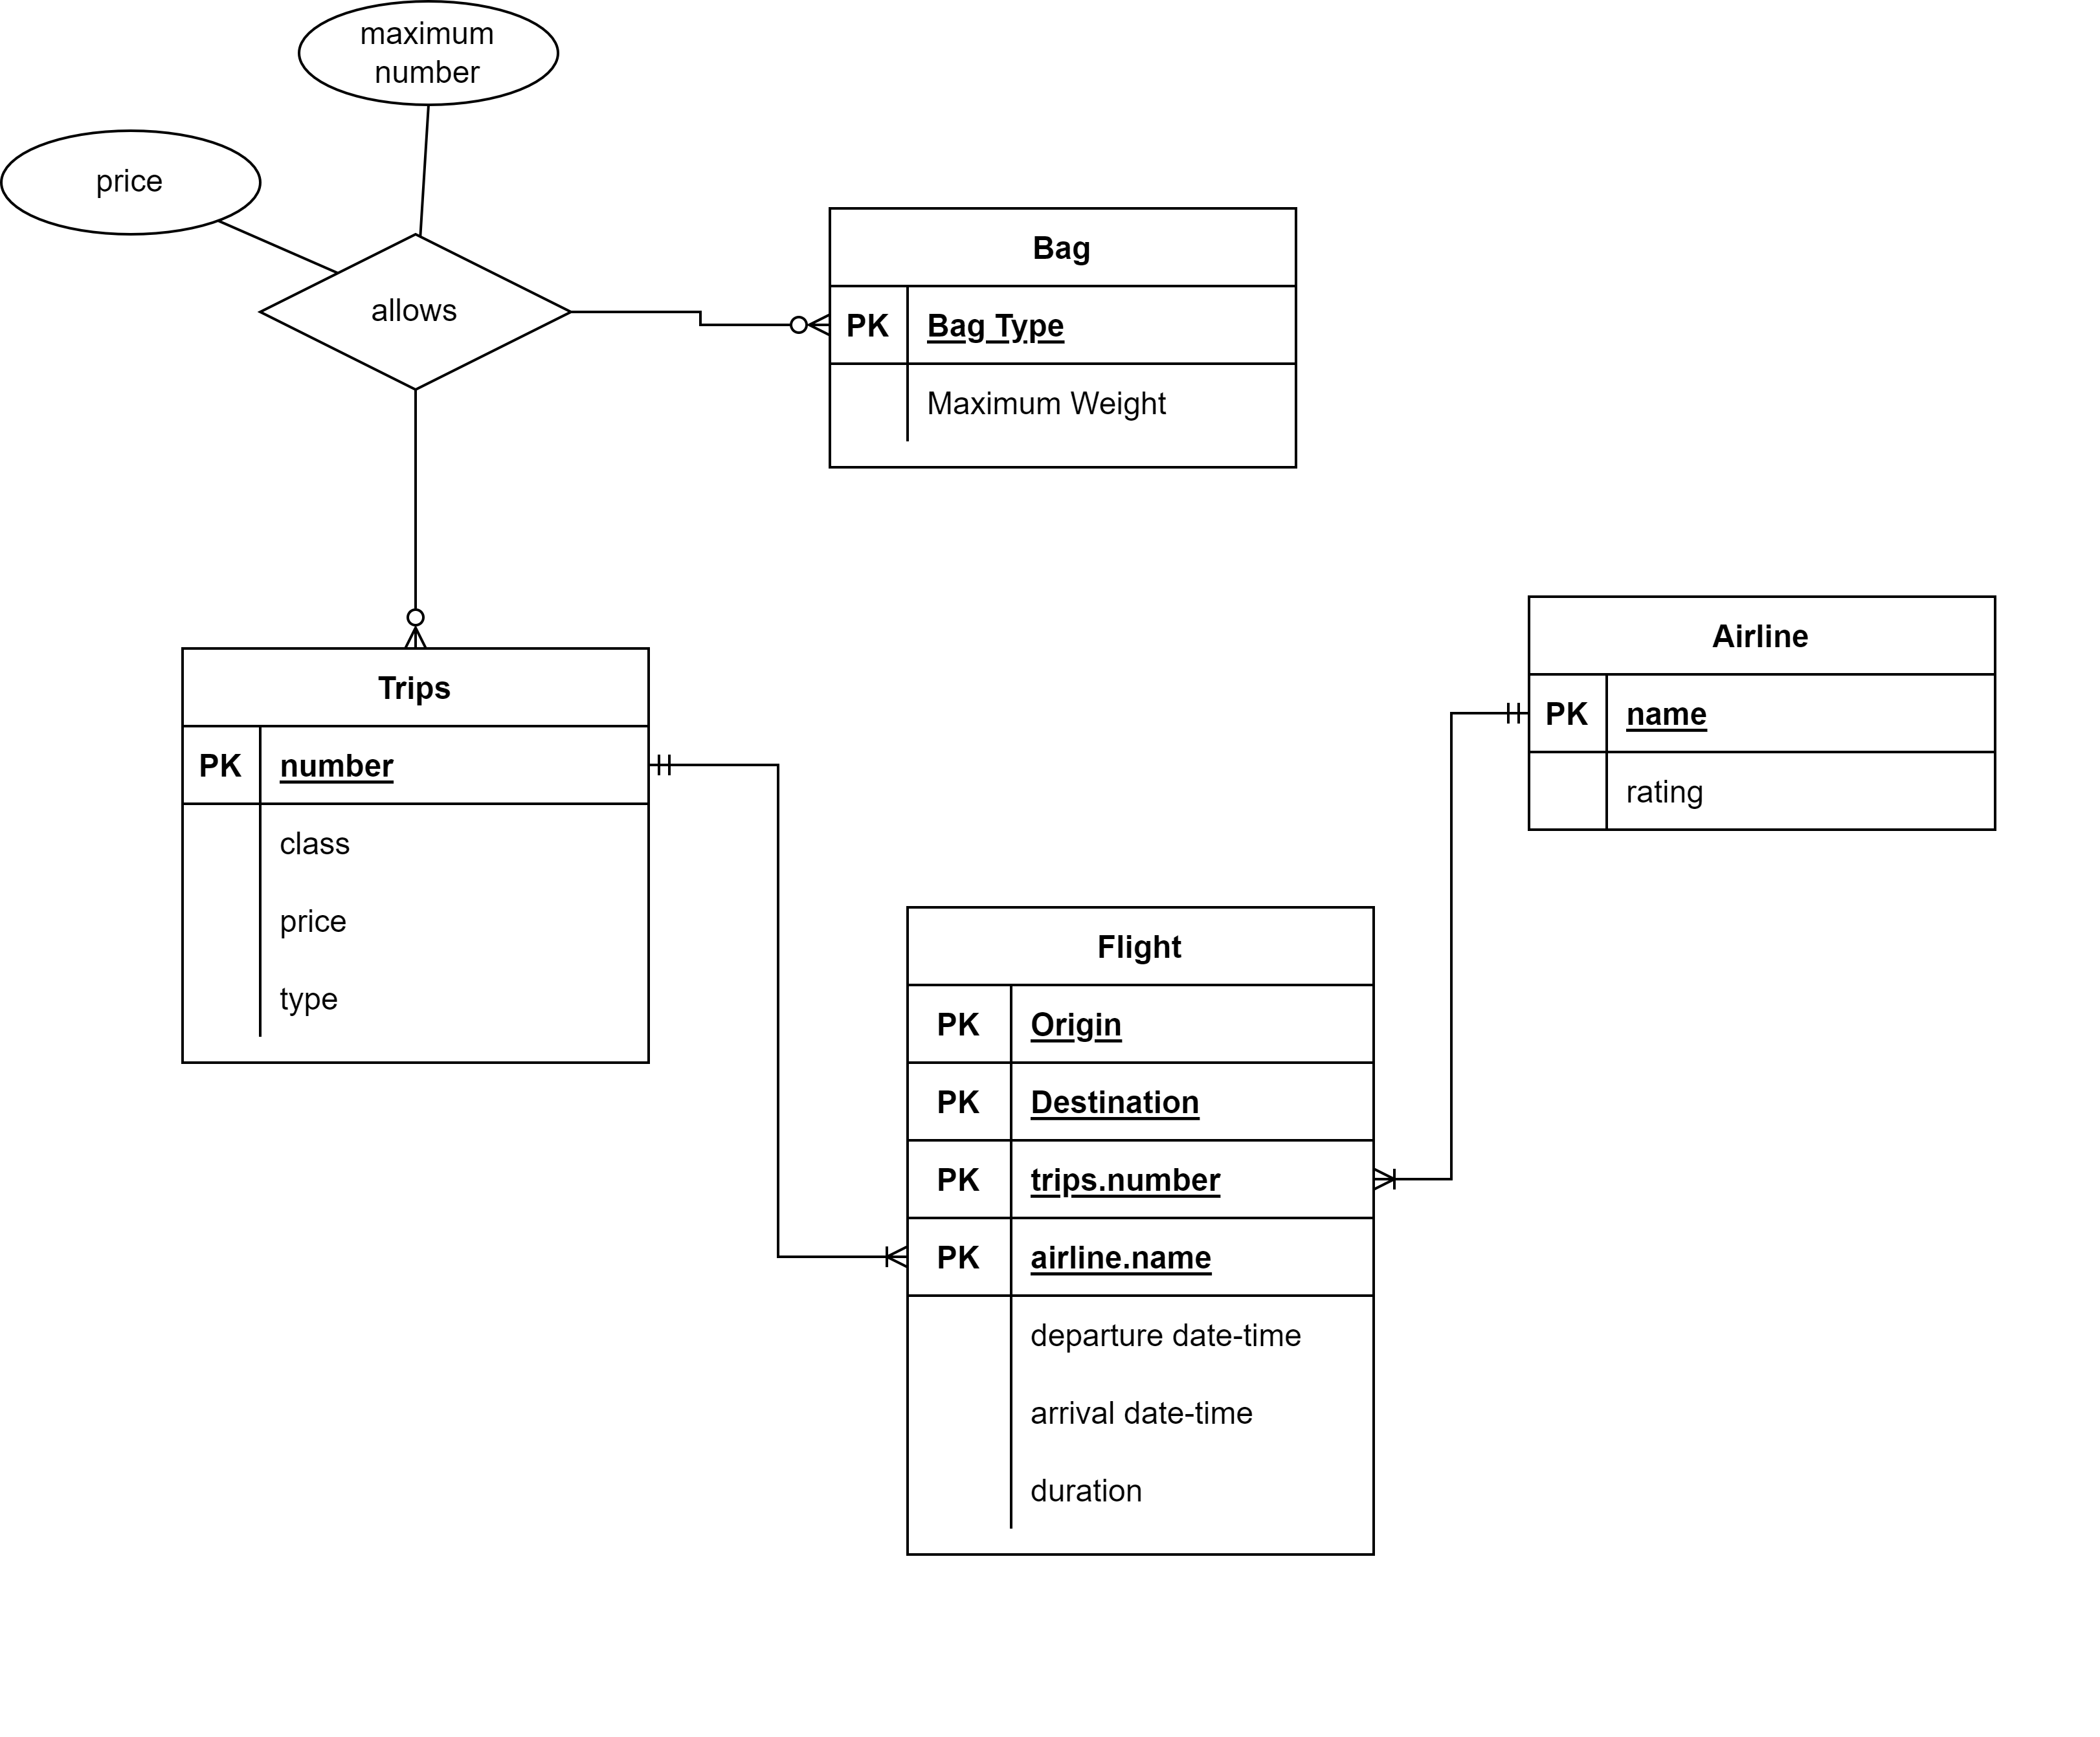 maximum
number
price
allows
Bag
PK Bag Type
Maximum Weight
Trips
PK number
class
price
type
Airline
PK name
rating
Flight
PK Origin
PK Destination
PK trips.number
PK airline.name
departure date-time
arrival date-time
duration